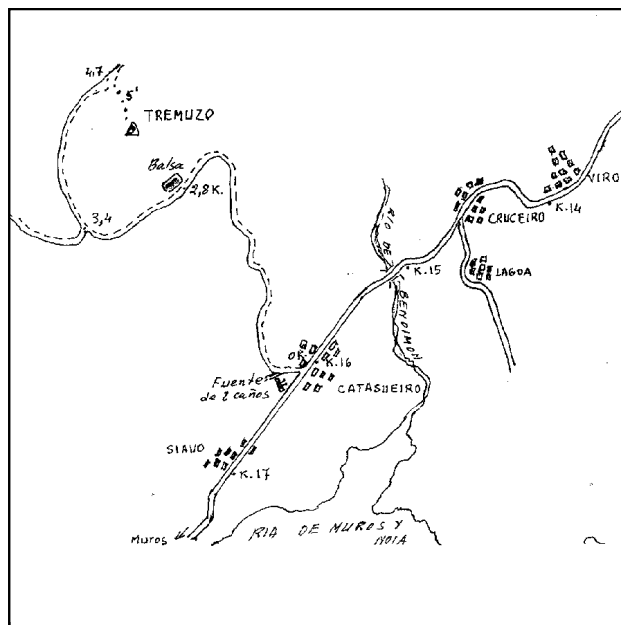 4,7
5'
TREMUZO
Balsa
2,8 K.
3,4
VIRO
K.14
CRUCEIRO
RIO DE
K.15
LAGOA
BENDIMON
K.16
Fuente
de 2 caños
CATASUEIRO
SIAVO
K.17
Muros
RIA DE MUROS Y
NOIA